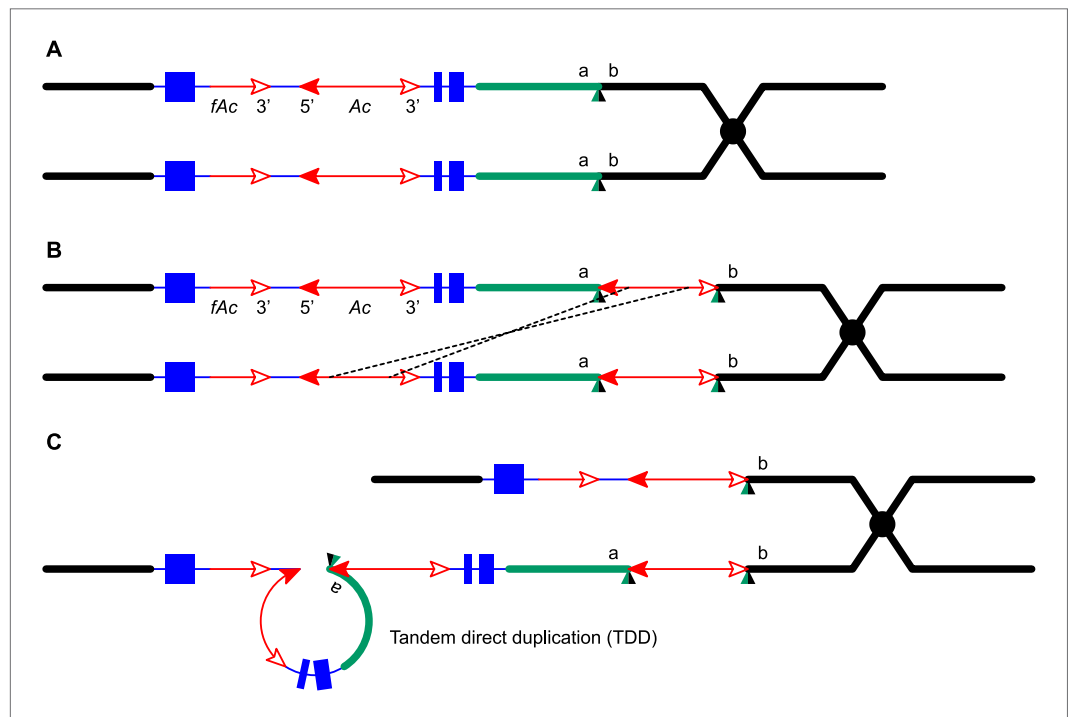 A
a b
fAc 3’ 5’ Ac 3’
a b
B
a b
fAc 3’ 5’ Ac 3’
a b
C
b
a b
a
Tandem direct duplication (TDD)